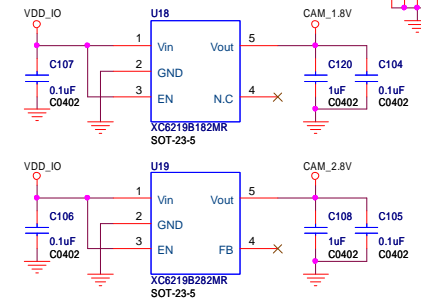 VDD_IO
U18
CAM_1.8V
1 Vin Vout 5
2 GND
3 EN N.C 4
C107
0.1uF
C0402
C120
1uF
C0402
C104
0.1uF
C0402
XC6219B182MR
SOT-23-5
VDD_IO
U19
CAM_2.8V
1 Vin Vout 5
2 GND
3 EN FB 4
C106
0.1uF
C0402
C108
1uF
C0402
C105
0.1uF
C0402
XC6219B282MR
SOT-23-5